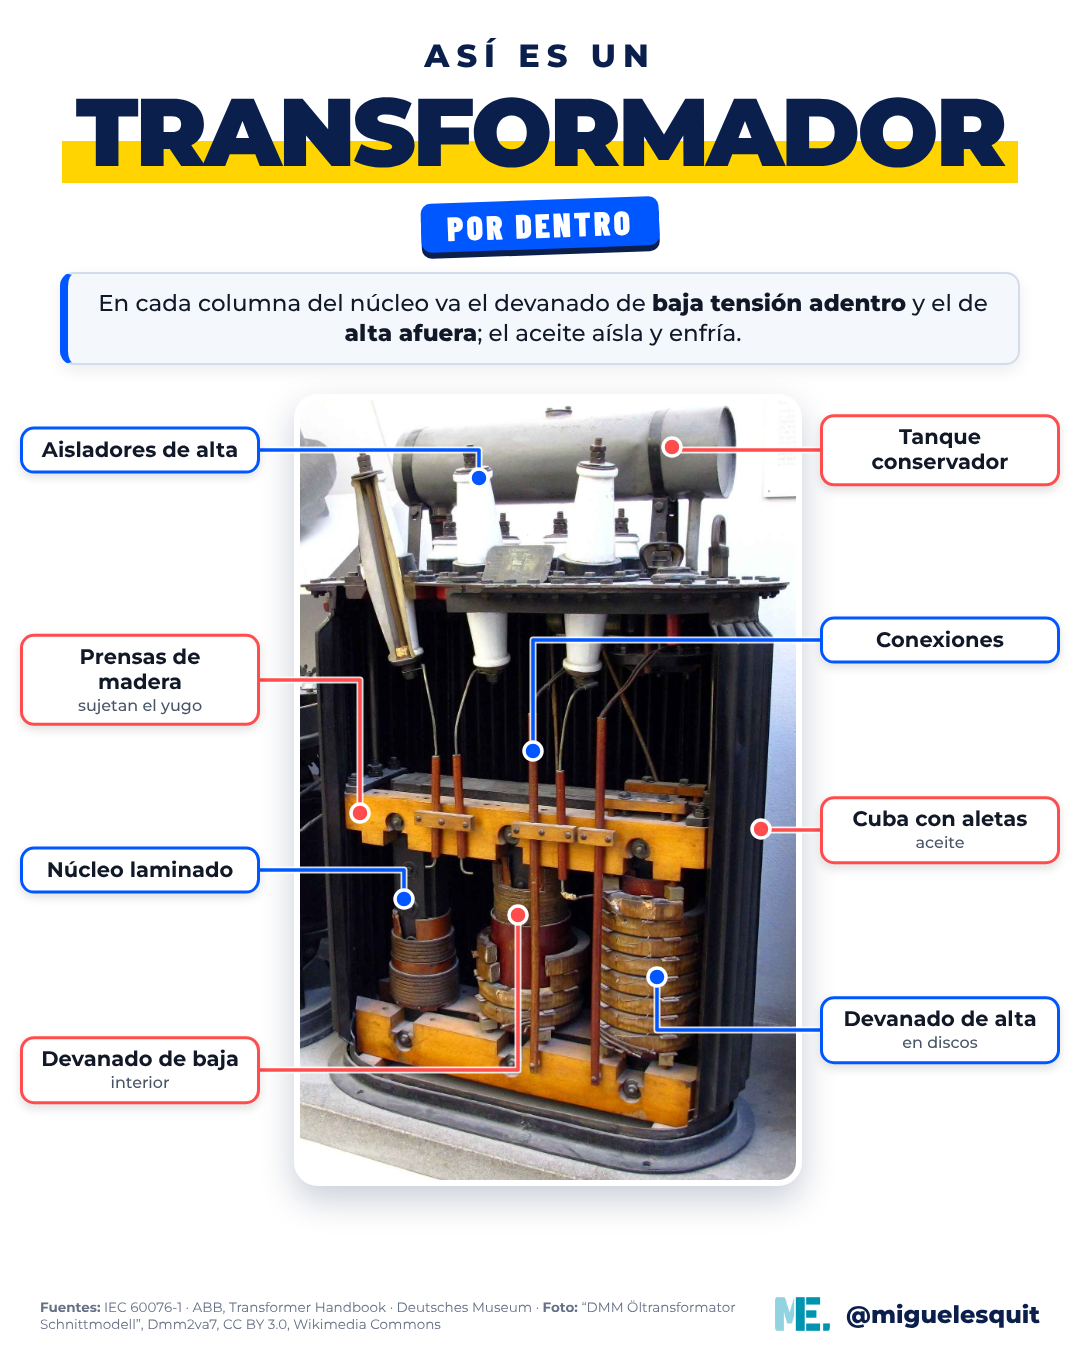 ASÍ ES UN
TRANSFORMADOR
POR DENTRO
En cada columna del núcleo va el devanado de baja tensión adentro y el de
alta afuera; el aceite aísla y enfría.
Aisladores de alta
Tanque
conservador
Conexiones
Prensas de
madera
sujetan el yugo
Cuba con aletas
aceite
Núcleo laminado
Devanado de alta
en discos
Devanado de baja
interior
Fuentes: IEC 60076-1 · ABB, Transformer Handbook · Deutsches Museum · Foto: “DMM Öltransformator
Schnittmodell”, Dmm2va7, CC BY 3.0, Wikimedia Commons
ME. @miguelesquit